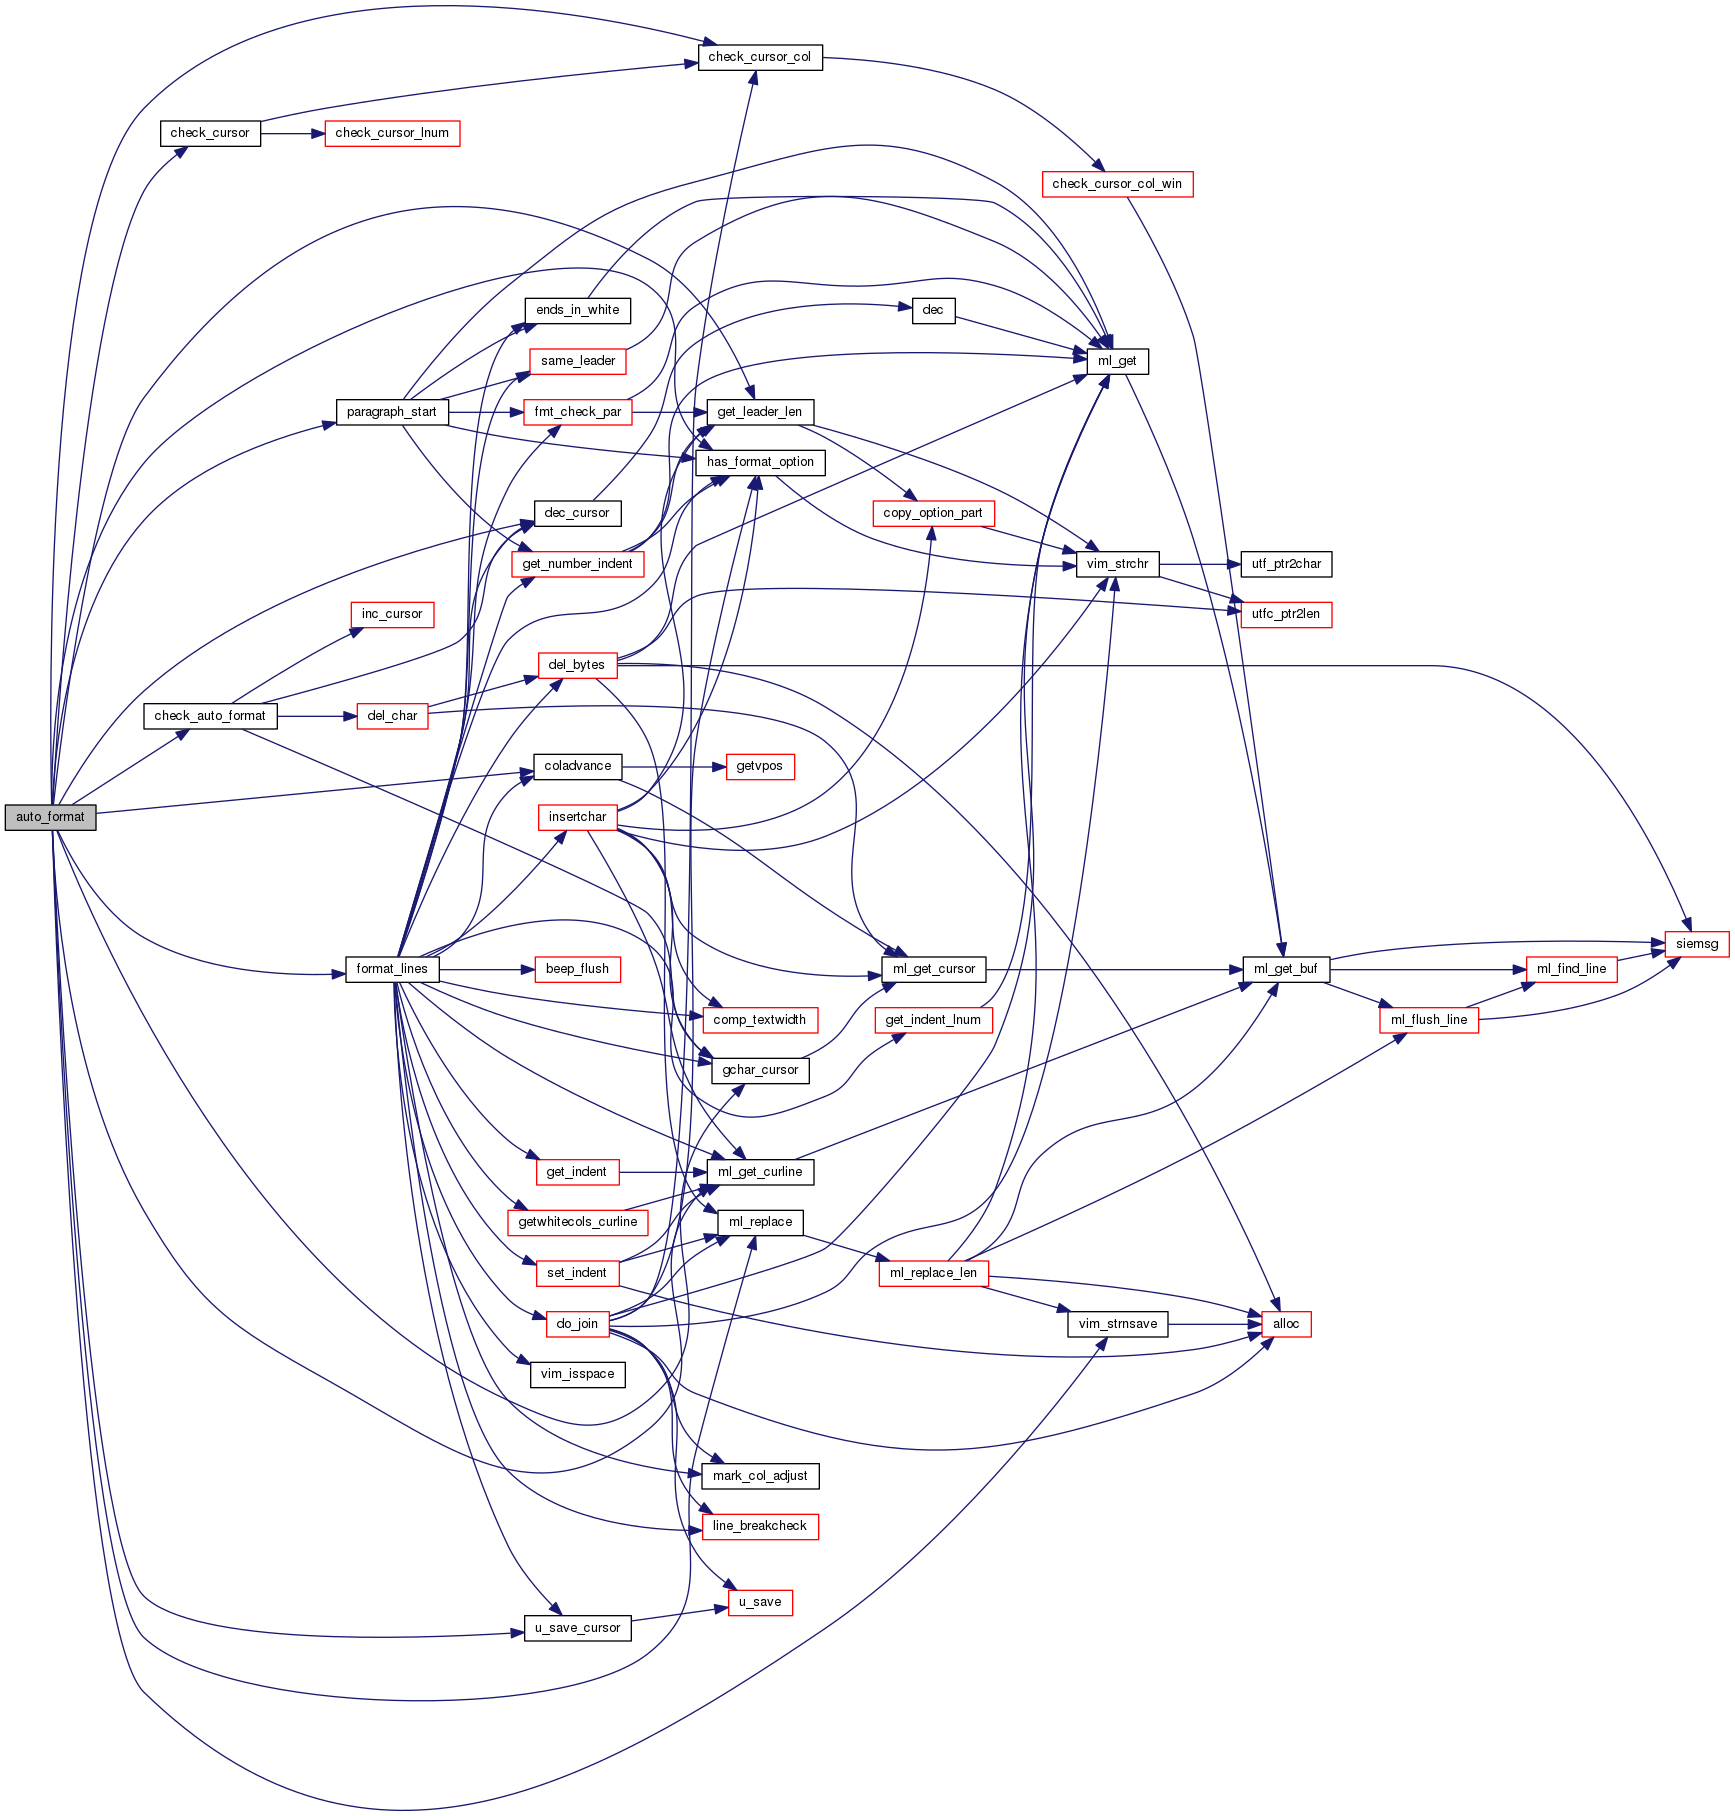 check_cursor_col
check_cursor
check_cursor_lnum
check_cursor_col_win
ends_in_white
dec
same_leader
ml_get
paragraph_start
fmt_check_par
get_leader_len
has_format_option
dec_cursor
copy_option_part
get_number_indent
vim_strchr
utf_ptr2char
inc_cursor
utfc_ptr2len
del_bytes
check_auto_format
del_char
coladvance
getvpos
auto_format
insertchar
siemsg
format_lines
beep_flush
ml_get_cursor
ml_get_buf
ml_find_line
comp_textwidth
get_indent_lnum
ml_flush_line
gchar_cursor
get_indent
ml_get_curline
getwhitecols_curline
ml_replace
set_indent
ml_replace_len
do_join
vim_strnsave
alloc
vim_isspace
mark_col_adjust
line_breakcheck
u_save
u_save_cursor